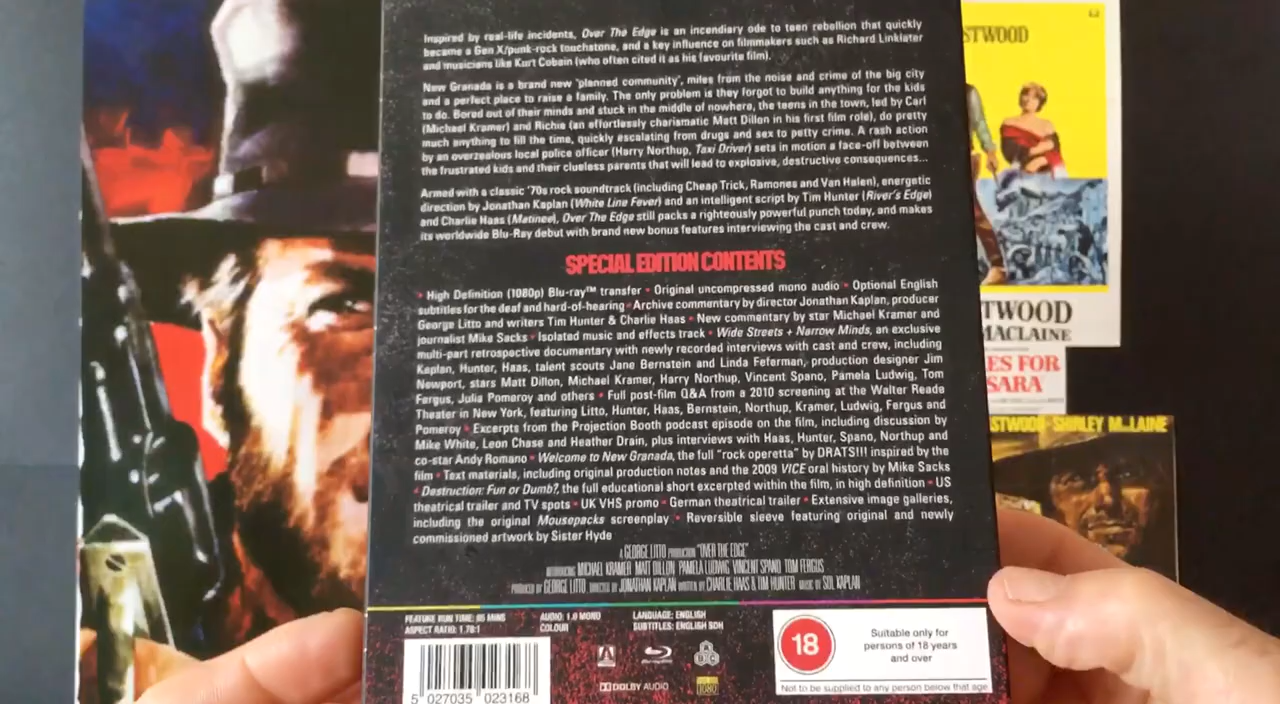 Inspired by real-life incidents, Over The Edge is an incendiary ode to teen rebellion that quickly
became a Gen X/punk-rock touchstone, and a key influence on filmmakers such as Richard Linklater
and musicians like Kurt Cobain (who often cited it as his favourite film).
New Granada is a brand new 'planned community', miles from the noise and crime of the big city
and a perfect place to raise a family. The only problem is they forgot to build anything for the kids
to do. Bored out of their minds and stuck in the middle of nowhere, the teens in the town, led by Carl
(Michael Kramer) and Richie (an effortlessly charismatic Matt Dillon in his first film role), do pretty
much anything to fill the time, quickly escalating from drugs and sex to petty crime. A rash action
by an overzealous local police officer (Harry Northup, Taxi Driver) sets in motion a face-off between
the frustrated kids and their clueless parents that will lead to explosive, destructive consequences...
Armed with a classic '70s rock soundtrack (including Cheap Trick, Ramones and Van Halen), energetic
direction by Jonathan Kaplan (White Line Fever) and an intelligent script by Tim Hunter (River's Edge)
and Charlie Haas (Matinee), Over The Edge still packs a righteously powerful punch today, and makes
its worldwide Blu-Ray debut with brand new bonus features interviewing the cast and crew.
SPECIAL EDITION CONTENTS
• High Definition (1080p) Blu-ray™ transfer • Original uncompressed mono audio • Optional English
subtitles for the deaf and hard-of-hearing • Archive commentary by director Jonathan Kaplan, producer
George Litto and writers Tim Hunter & Charlie Haas • New commentary by star Michael Kramer and
journalist Mike Sacks • Isolated music and effects track • Wide Streets + Narrow Minds, an exclusive
multi-part retrospective documentary with newly recorded interviews with cast and crew, including
Kaplan, Hunter, Haas, talent scouts Jane Bernstein and Linda Feferman, production designer Jim
Newport, stars Matt Dillon, Michael Kramer, Harry Northup, Vincent Spano, Pamela Ludwig, Tom
Fergus, Julia Pomeroy and others • Full post-film Q&A from a 2010 screening at the Walter Reade
Theater in New York, featuring Litto, Hunter, Haas, Bernstein, Northup, Kramer, Ludwig, Fergus and
Pomeroy • Excerpts from the Projection Booth podcast episode on the film, including discussion by
Mike White, Leon Chase and Heather Drain, plus interviews with Haas, Hunter, Spano, Northup and
co-star Andy Romano • Welcome to New Granada, the full "rock operetta" by DRATS!!! inspired by the
film • Text materials, including original production notes and the 2009 VICE oral history by Mike Sacks
• Destruction: Fun or Dumb?, the full educational short excerpted within the film, in high definition • US
theatrical trailer and TV spots • UK VHS promo • German theatrical trailer • Extensive image galleries,
including the original Mousepacks screenplay • Reversible sleeve featuring original and newly
commissioned artwork by Sister Hyde
A GEORGE LITTO PRODUCTION "OVER THE EDGE"
INTRODUCING MICHAEL KRAMER MATT DILLON PAMELA LUDWIG VINCENT SPANO TOM FERGUS
PRODUCED BY GEORGE LITTO DIRECTED BY JONATHAN KAPLAN WRITTEN BY CHARLIE HAAS & TIM HUNTER MUSIC BY SOL KAPLAN
FEATURE RUN TIME: 95 MINS
ASPECT RATIO: 1.78:1
AUDIO: 1.0 MONO
COLOUR
LANGUAGE: ENGLISH
SUBTITLES: ENGLISH SDH
Blu-ray
DOLBY AUDIO
1080
5 027035 023168
18
Suitable only for
persons of 18 years
and over
Not to be supplied to any person below that age
STWOOD
TWOOD
MACLAINE
ES FOR
SARA
STWOOD SHIRLEY M LAINE